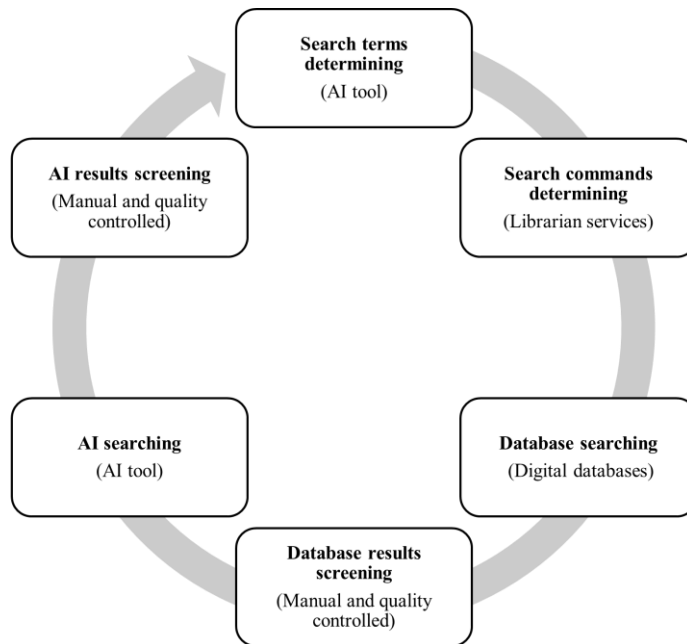 Search terms
determining
(AI tool)
Search commands
determining
(Librarian services)
Database searching
(Digital databases)
Database results
screening
(Manual and quality
controlled)
AI searching
(AI tool)
AI results screening
(Manual and quality
controlled)